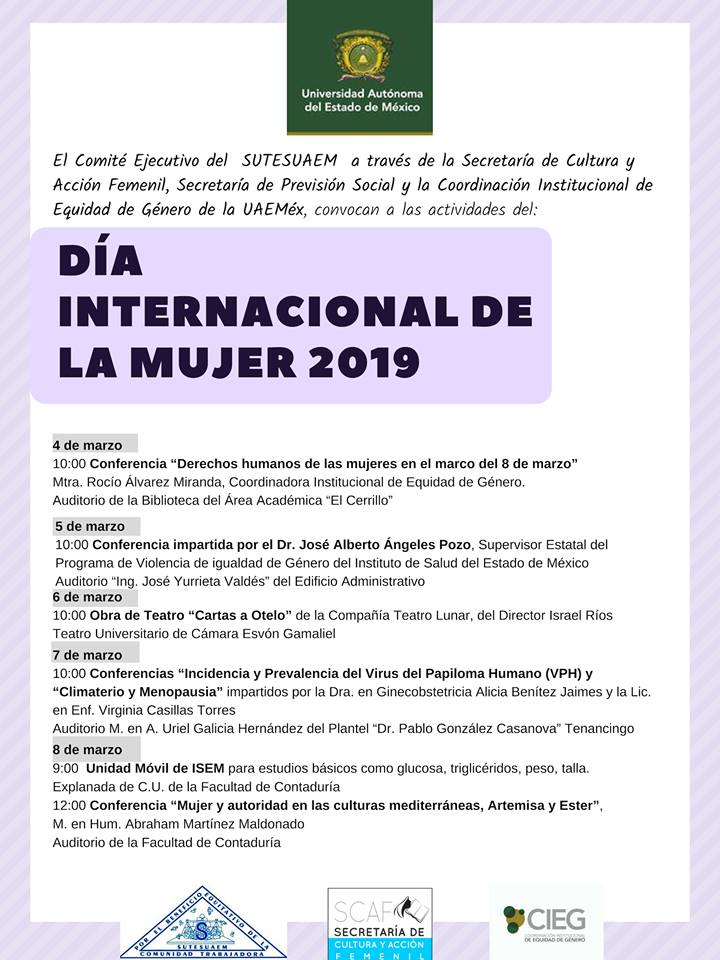 Universidad Autónoma
del Estado de México
El Comité Ejecutivo del SUTESUAEM a través de la Secretaría de Cultura y
Acción Femenil, Secretaría de Previsión Social y la Coordinación Institucional de
Equidad de Género de la UAEMéx, convocan a las actividades del:
DÍA
INTERNACIONAL DE
LA MUJER 2019
4 de marzo
10:00 Conferencia “Derechos humanos de las mujeres en el marco del 8 de marzo”
Mtra. Rocío Álvarez Miranda, Coordinadora Institucional de Equidad de Género.
Auditorio de la Biblioteca del Área Académica “El Cerrillo”
5 de marzo
10:00 Conferencia impartida por el Dr. José Alberto Ángeles Pozo, Supervisor Estatal del
Programa de Violencia de igualdad de Género del Instituto de Salud del Estado de México
Auditorio “Ing. José Yurrieta Valdés” del Edificio Administrativo
6 de marzo
10:00 Obra de Teatro “Cartas a Otelo” de la Compañía Teatro Lunar, del Director Israel Ríos
Teatro Universitario de Cámara Esvón Gamaliel
7 de marzo
10:00 Conferencias “Incidencia y Prevalencia del Virus del Papiloma Humano (VPH) y
“Climaterio y Menopausia” impartidos por la Dra. en Ginecobstetricia Alicia Benítez Jaimes y la Lic.
en Enf. Virginia Casillas Torres
Auditorio M. en A. Uriel Galicia Hernández del Plantel “Dr. Pablo González Casanova” Tenancingo
8 de marzo
9:00 Unidad Móvil de ISEM para estudios básicos como glucosa, triglicéridos, peso, talla.
Explanada de C.U. de la Facultad de Contaduría
12:00 Conferencia “Mujer y autoridad en las culturas mediterráneas, Artemisa y Ester”,
M. en Hum. Abraham Martínez Maldonado
Auditorio de la Facultad de Contaduría
POR EL BENEFICIO EQUITATIVO DE LA
S
SUTESUAEM
COMUNIDAD TRABAJADORA
SCAF
SECRETARÍA DE
CULTURA Y ACCIÓN
FEMENIL
CIEG
COORDINACIÓN INSTITUCIONAL
DE EQUIDAD DE GÉNERO